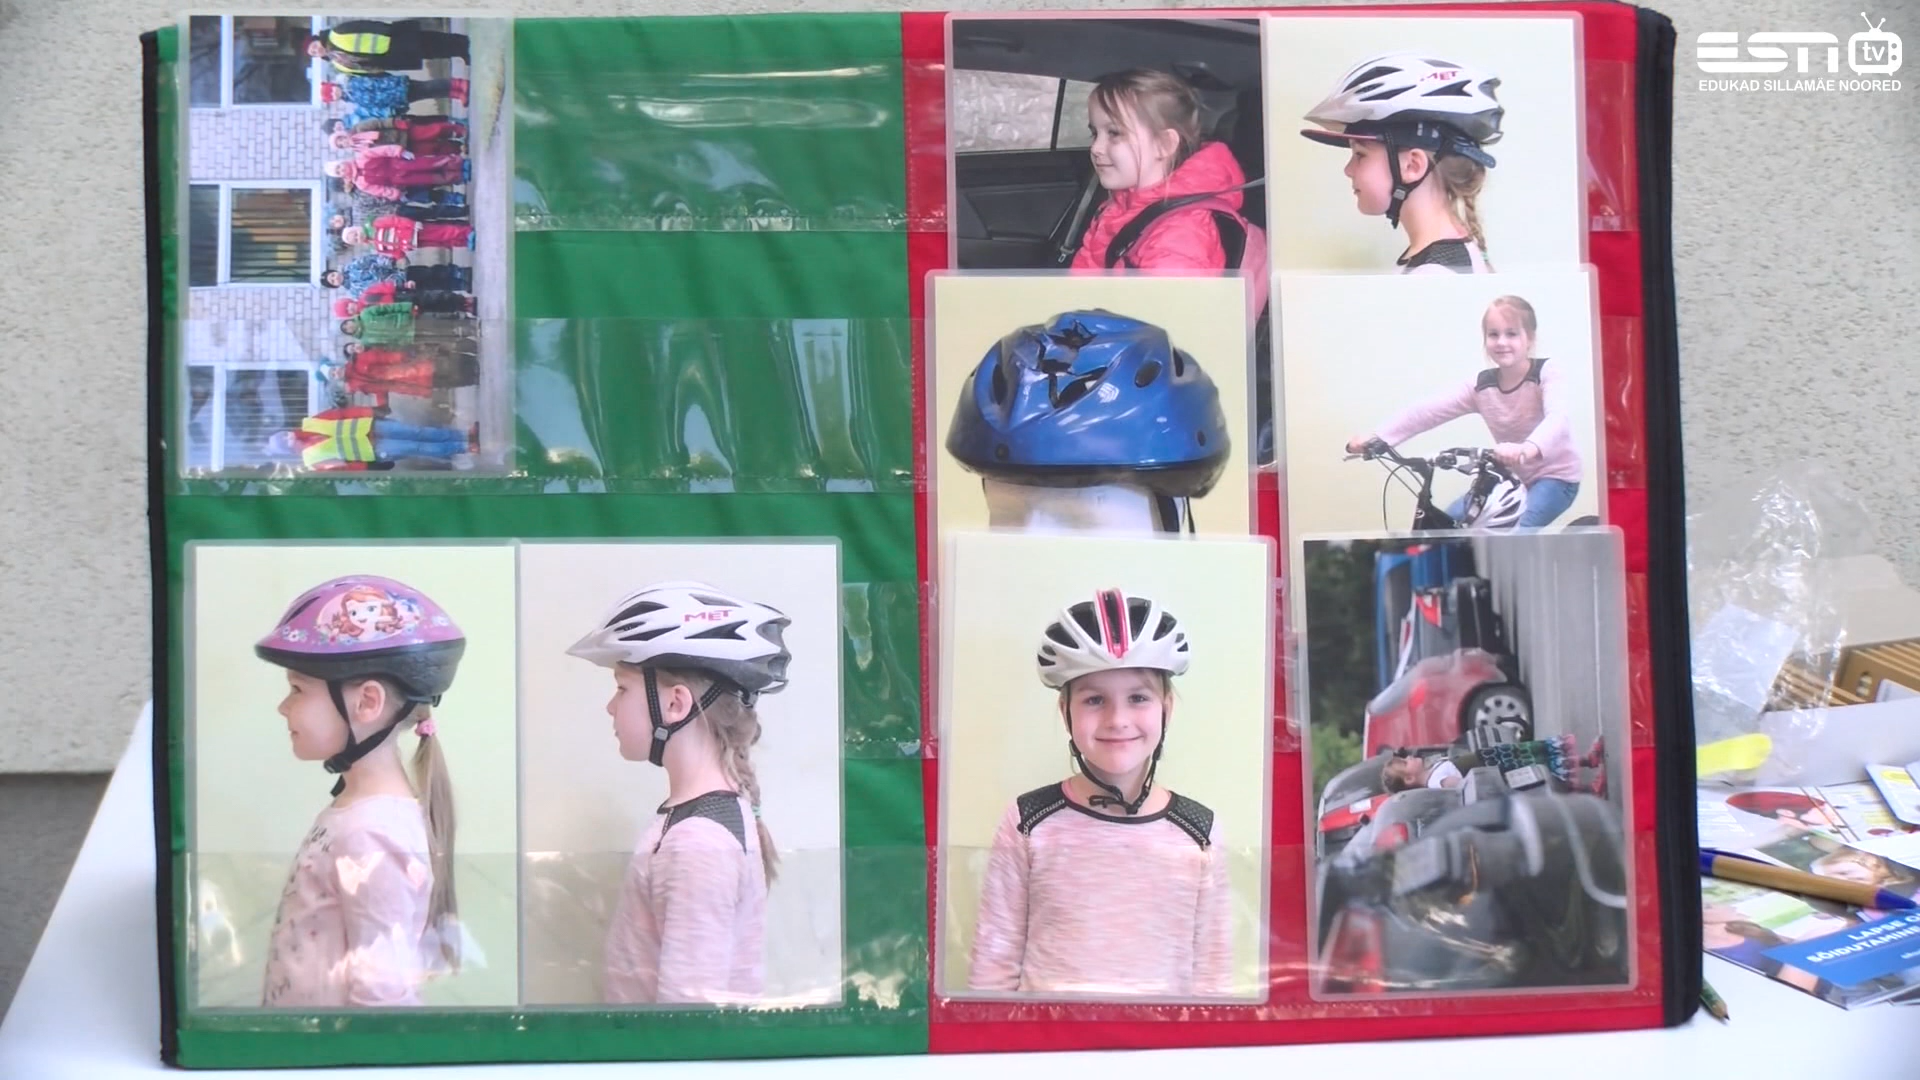 ESN tv
EDUKAD SILLAMÄE NOORED
MET
MET
LAPSE
SÕIDUTAMINE